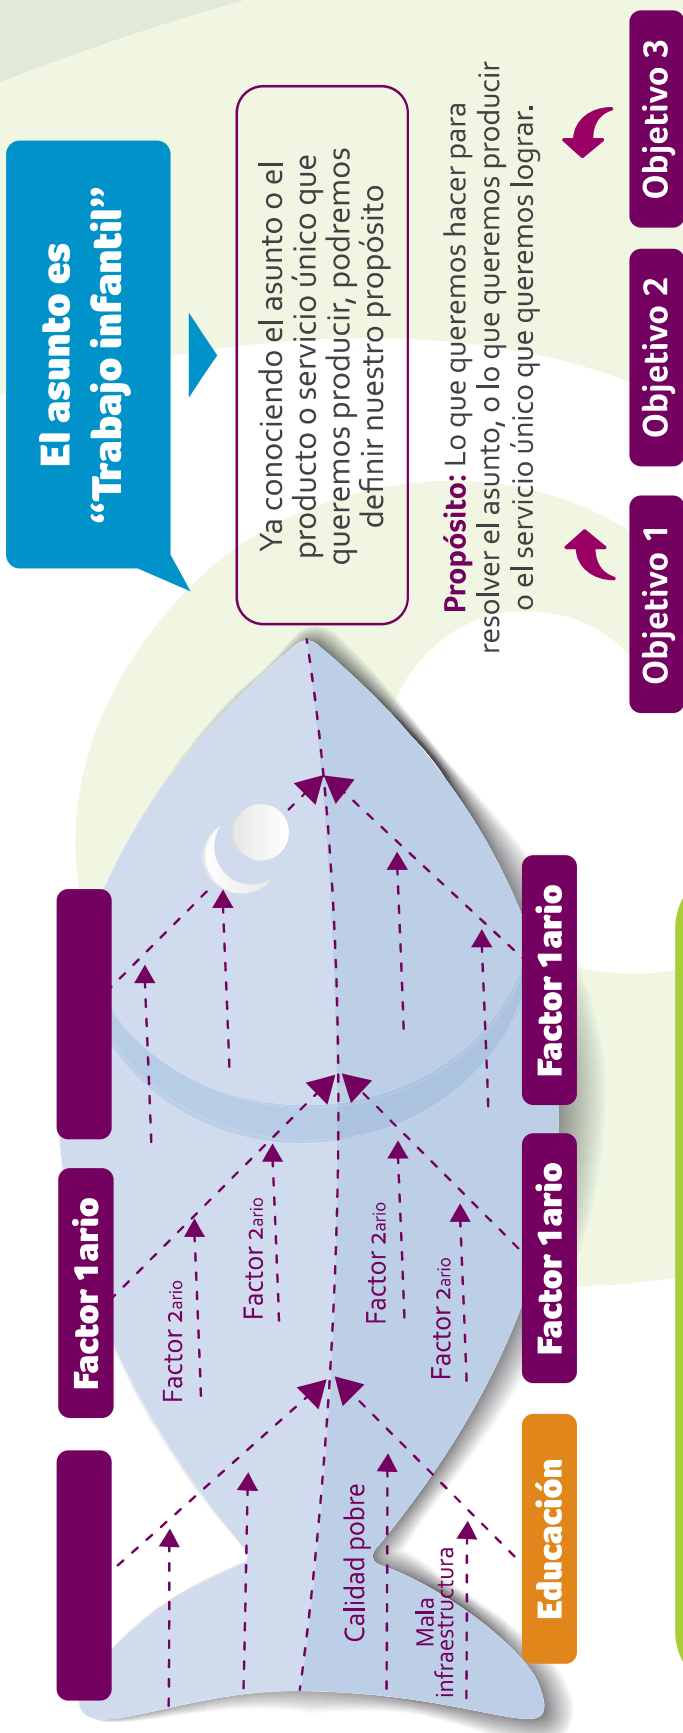 El asunto es
“Trabajo infantil”
Ya conociendo el asunto o el
producto o servicio único que
queremos producir, podremos
definir nuestro propósito
Propósito: Lo que queremos hacer para
resolver el asunto, o lo que queremos producir
o el servicio único que queremos lograr.
Objetivo 1
Objetivo 2
Objetivo 3
Factor 1ario
Factor 2ario
Factor 2ario
Factor 2ario
Factor 2ario
Calidad pobre
Mala
infraestructura
Educación
Factor 1ario
Factor 1ario